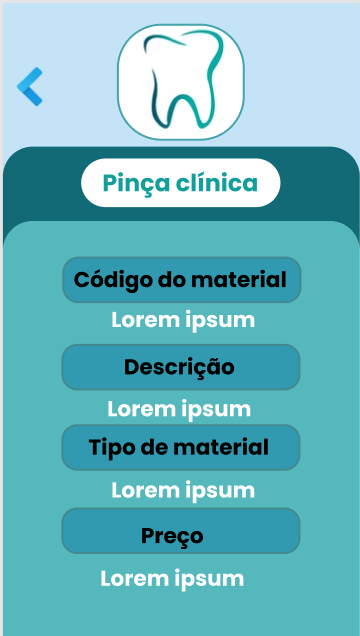 Pinça clínica
Código do material
Lorem ipsum
Descrição
Lorem ipsum
Tipo de material
Lorem ipsum
Preço
Lorem ipsum